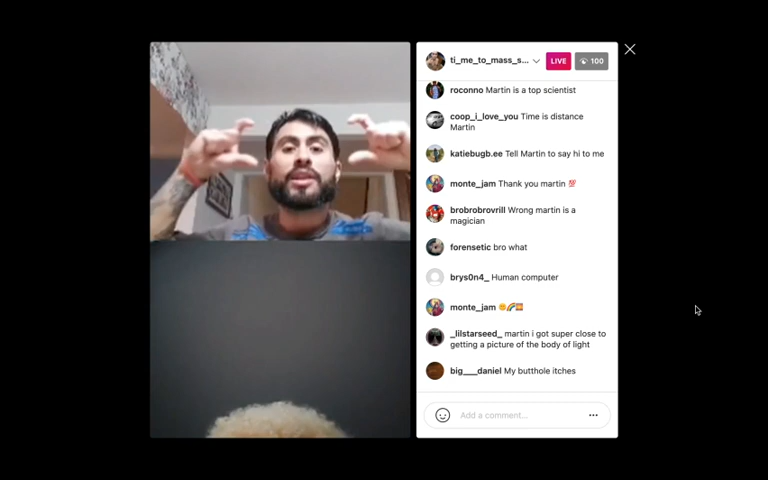 ti_me_to_mass_s...
LIVE
100
roconno Martin is a top scientist
coop_i_love_you Time is distance
Martin
katiebugb.ee Tell Martin to say hi to me
monte_jam Thank you martin 💯
brobrobrovrill Wrong martin is a
magician
forensetic bro what
brys0n4_ Human computer
monte_jam 😊🌈🌅
_lilstarseed_ martin i got super close to
getting a picture of the body of light
big___daniel My butthole itches
Add a comment...